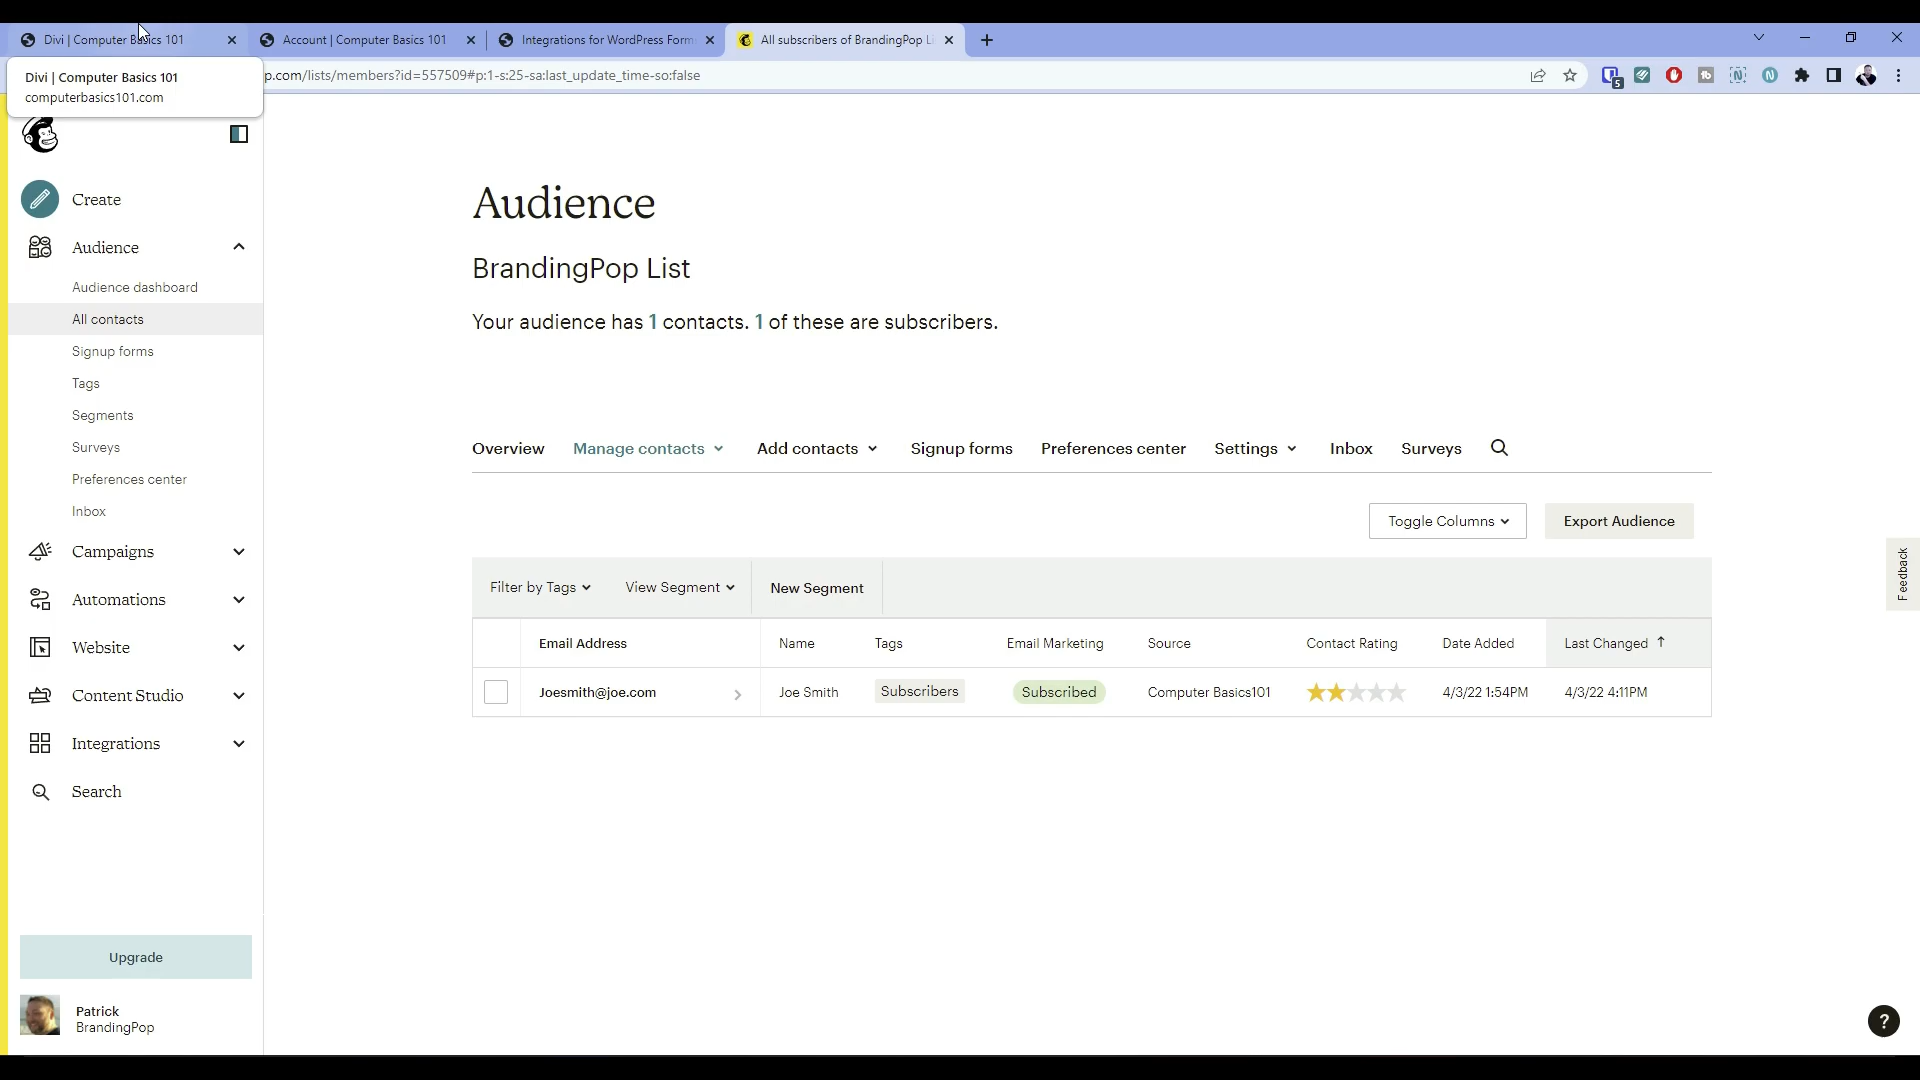 Divi | Computer Basics 101
Account | Computer Basics 101
Integrations for WordPress Form
All subscribers of BrandingPop Li
Divi | Computer Basics 101
computerbasics101.com
p.com/lists/members?id=557509#p:1-s:25-sa:last_update_time-so:false
5
Create
Audience
Audience dashboard
All contacts
Signup forms
Tags
Segments
Surveys
Preferences center
Inbox
Campaigns
Automations
Website
Content Studio
Integrations
Search
Upgrade
Patrick
BrandingPop
Audience
BrandingPop List
Your audience has 1 contacts. 1 of these are subscribers.
Overview Manage contacts Add contacts Signup forms Preferences center Settings Inbox Surveys
Toggle Columns Export Audience
Filter by Tags View Segment New Segment
Email Address Name Tags Email Marketing Source Contact Rating Date Added Last Changed
Joesmith@joe.com Joe Smith Subscribers Subscribed Computer Basics101 4/3/22 1:54PM 4/3/22 4:11PM
Feedback
?